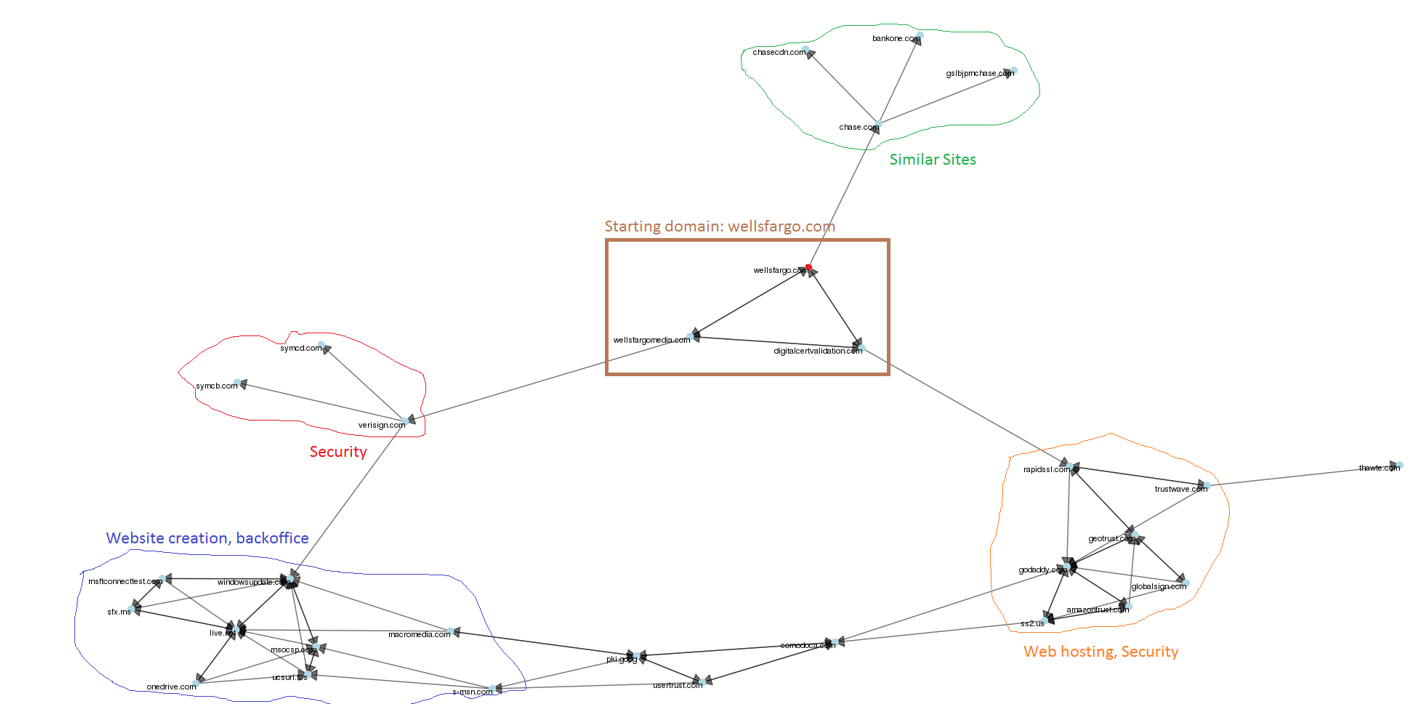 chasecdn.com
bankone.com
gslbjpmchase.com
chase.com
Similar Sites
Starting domain: wellsfargo.com
wellsfargo.com
wellsfargomedia.com
digitalcertvalidation.com
symcd.com
symcb.com
verisign.com
Security
rapidssl.com
thawte.com
trustwave.com
geotrust.com
godaddy.com
globalsign.com
amazontrust.com
ss2.us
Web hosting, Security
Website creation, backoffice
msftconnecttest.com
windowsupdate.com
sfx.ms
live.net
macromedia.com
msocsp.com
onedrive.com
s-msn.com
comodoca.com
pki.goog
usertrust.com